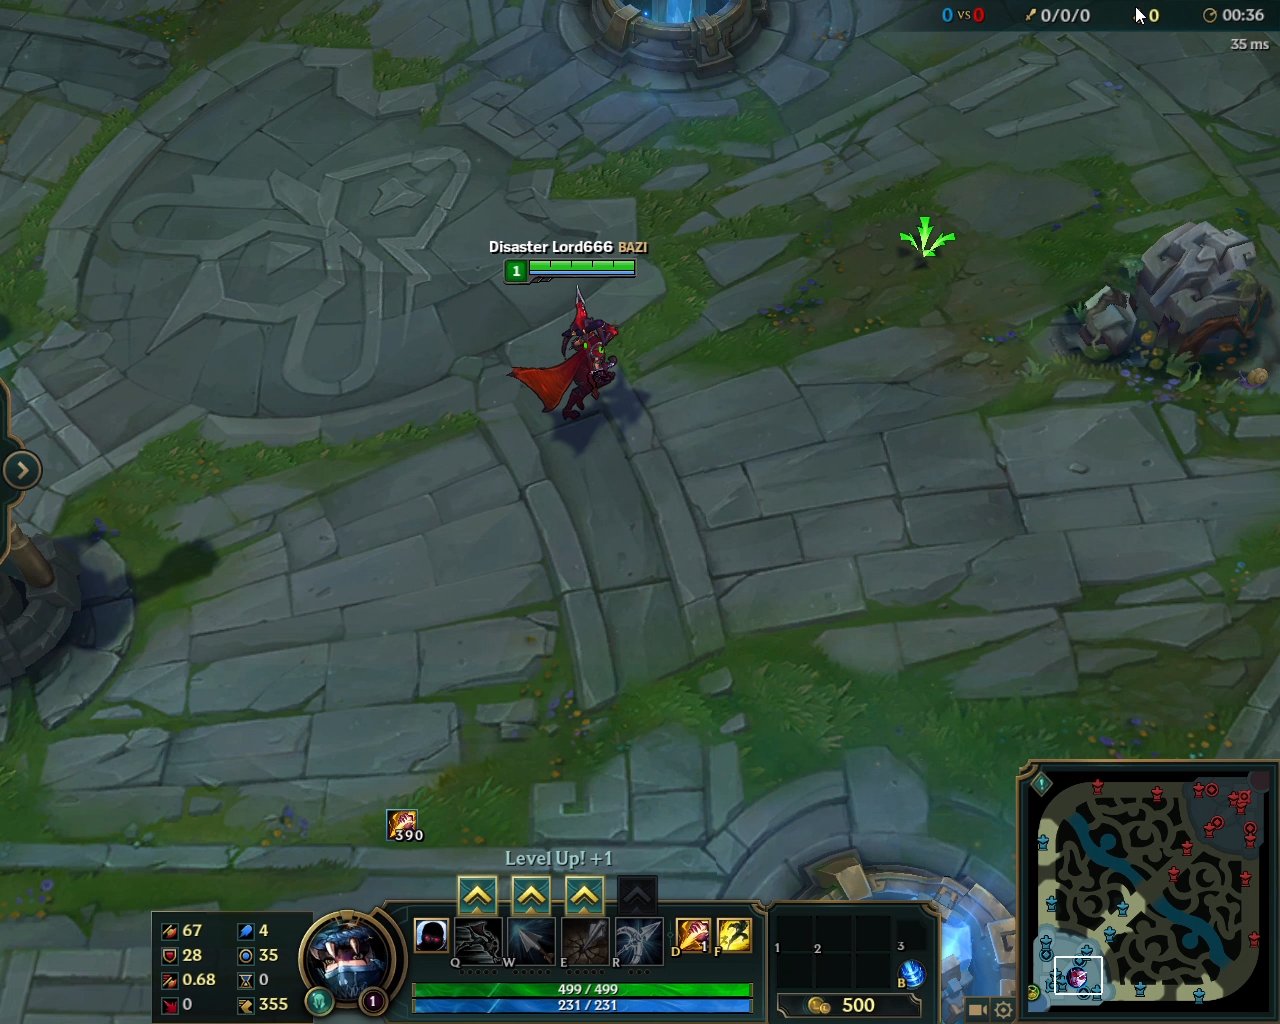 0 vs 0 0/0/0 0 00:36
35 ms
Disaster Lord666 BAZI
1
390
Level Up! +1
67 4
28 35
0.68 0
0 355
1
Q W E R
D 1 F
499 / 499
231 / 231
1 2 3
B
500